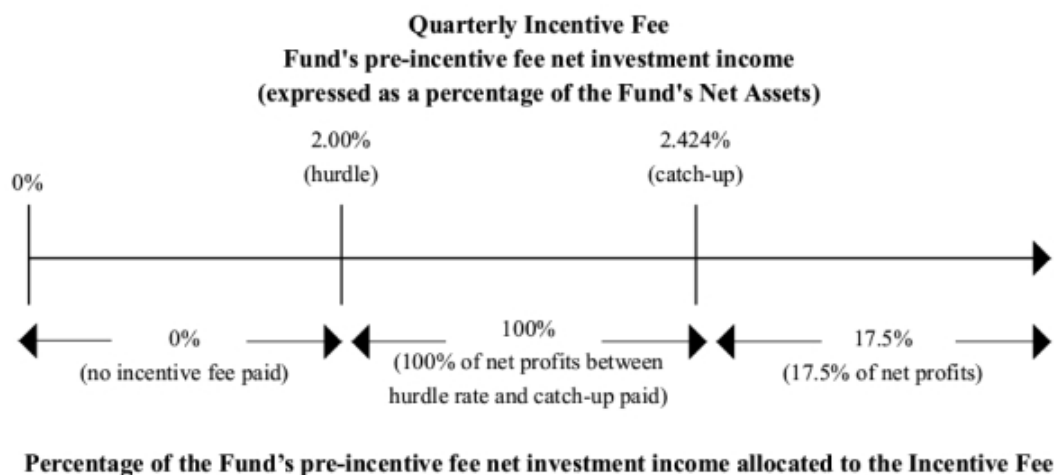 Quarterly Incentive Fee
Fund's pre-incentive fee net investment income
(expressed as a percentage of the Fund's Net Assets)
2.00%
(hurdle)
2.424%
(catch-up)
0%
0%
(no incentive fee paid)
100%
(100% of net profits between
hurdle rate and catch-up paid)
17.5%
(17.5% of net profits)
Percentage of the Fund’s pre-incentive fee net investment income allocated to the Incentive Fee